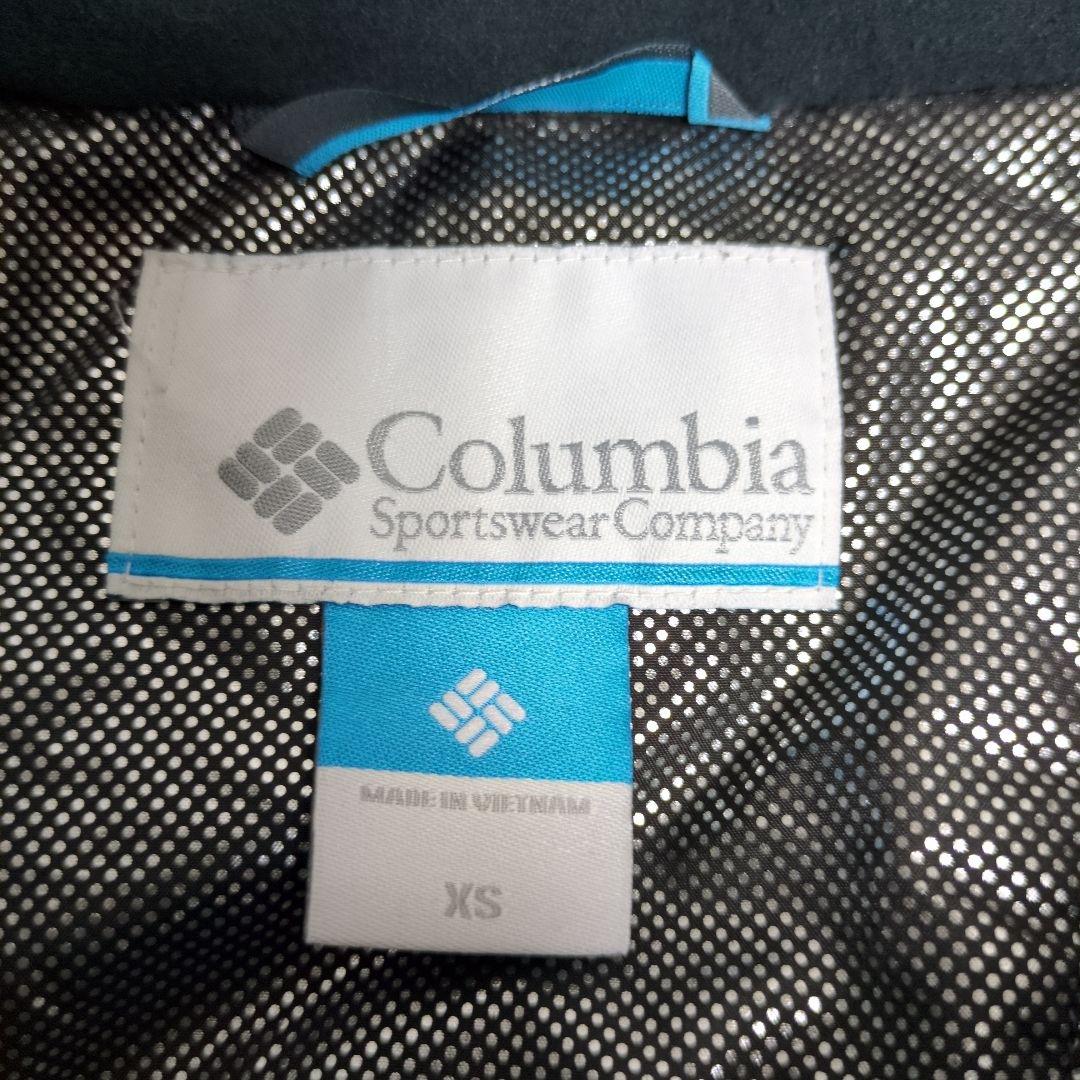 Columbia
Sportswear Company
MADE IN VIETNAM
XS